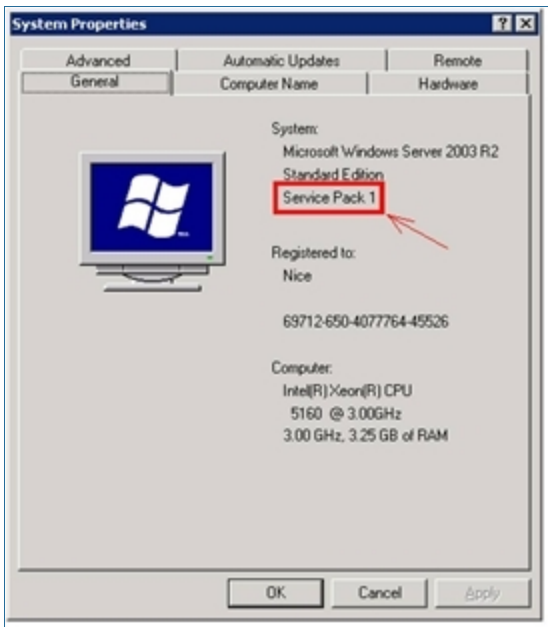 System Properties
Advanced
Automatic Updates
Remote
General
Computer Name
Hardware
System:
Microsoft Windows Server 2003 R2
Standard Edition
Service Pack 1
Registered to:
Nice
69712-650-4077764-45526
Computer:
Intel(R) Xeon(R) CPU
5160 @ 3.00GHz
3.00 GHz, 3.25 GB of RAM
OK
Cancel
Apply